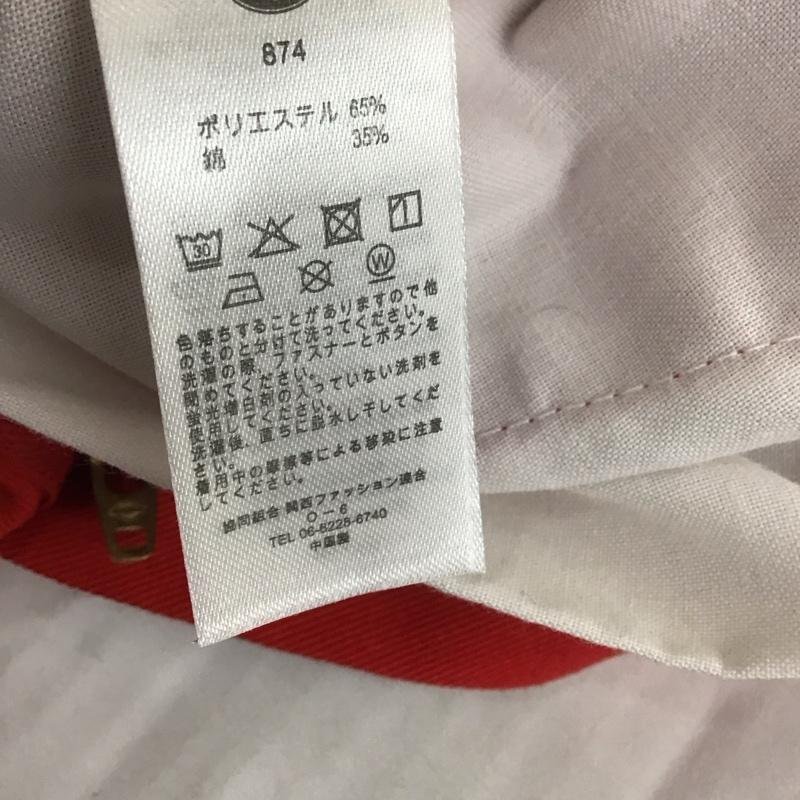 874
ポリエステル 65%
綿 35%
30
W
色落ちすることがありますので他
のものと分けて洗ってください。
洗濯の際、ファスナーとボタンを
閉めてください。
蛍光増白剤の入っていない洗剤を
使用ください。
洗濯後、直ちに脱水し干してくだ
さい。
着用中の摩擦等による移染に注意
してください。
協同組合 関西ファッション連合
O-6
TEL 06-6228-6740
中国製